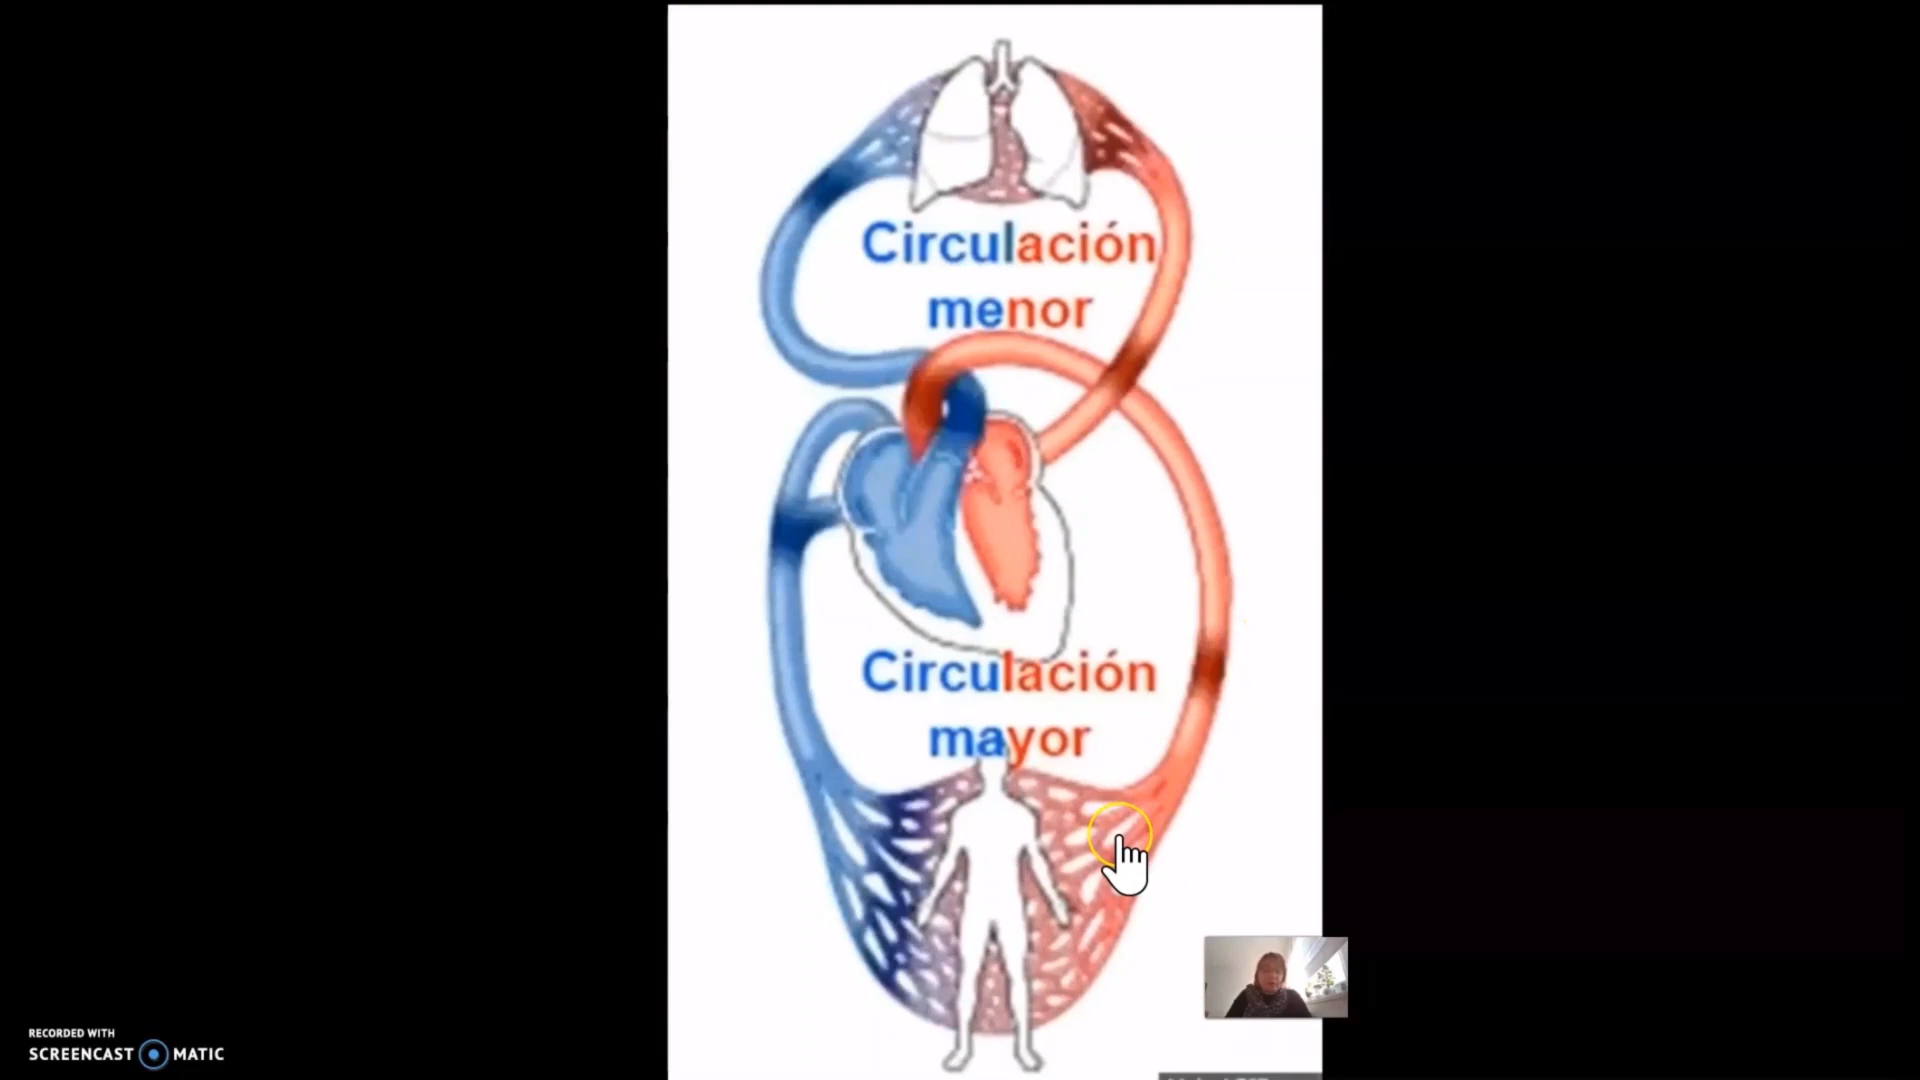 Circulación
menor
Circulación
mayor
RECORDED WITH
SCREENCAST MATIC